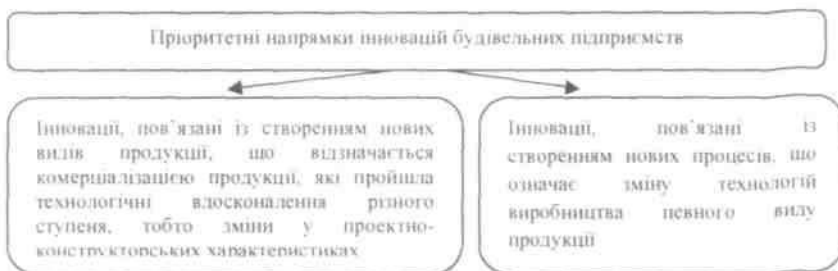 Пріоритетні напрямки інновацій будівельних підприємств
Інновації, пов'язані із створенням нових
видів продукції, що відзначається
комерціалізацією продукції, які пройшла
технологічні вдосконалення різного
ступеня, тобто зміни у проектно-
конструкторських характеристиках
Інновації, пов'язані із
створенням нових процесів, що
означає зміну технологій
виробництва певного виду
продукції